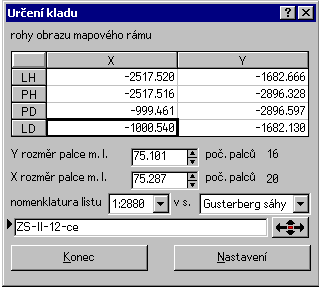 Určení kladu
rohy obrazu mapového rámu
X Y
LH -2517.520 -1682.666
PH -2517.516 -2896.328
PD -999.461 -2896.597
LD -1000.540 -1682.130
Y rozměr palce m. l. 75.101 poč. palců 16
X rozměr palce m. l. 75.287 poč. palců 20
nomenklatura listu 1:2880 v s. Gusterberg sáhy
ZS-II-12-ce
Konec Nastavení